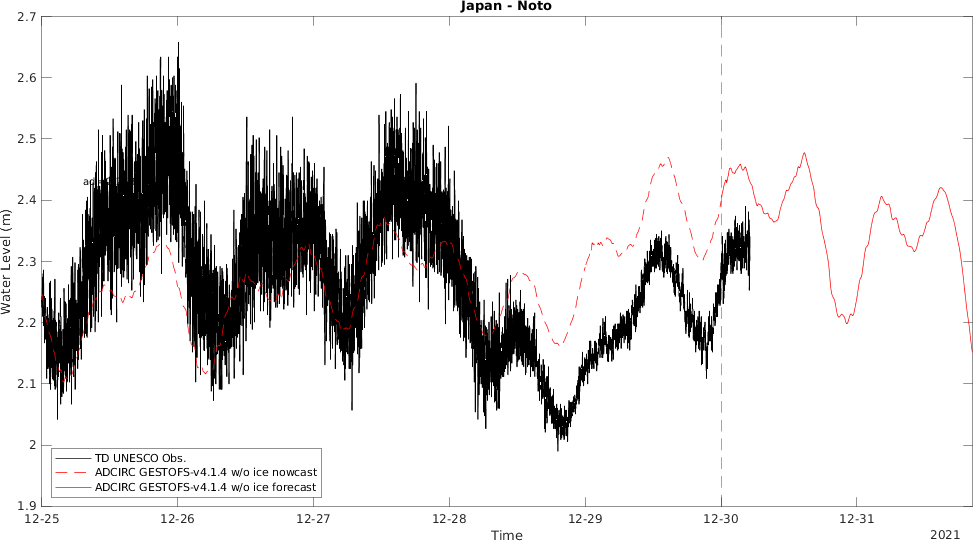 Japan - Noto
2.7
2.6
2.5
2.4
2.3
2.2
2.1
2
1.9
Water Level (m)
TD UNESCO Obs.
ADCIRC GESTOFS-v4.1.4 w/o ice nowcast
ADCIRC GESTOFS-v4.1.4 w/o ice forecast
12-25
12-26
12-27
12-28
12-29
12-30
12-31
Time
2021